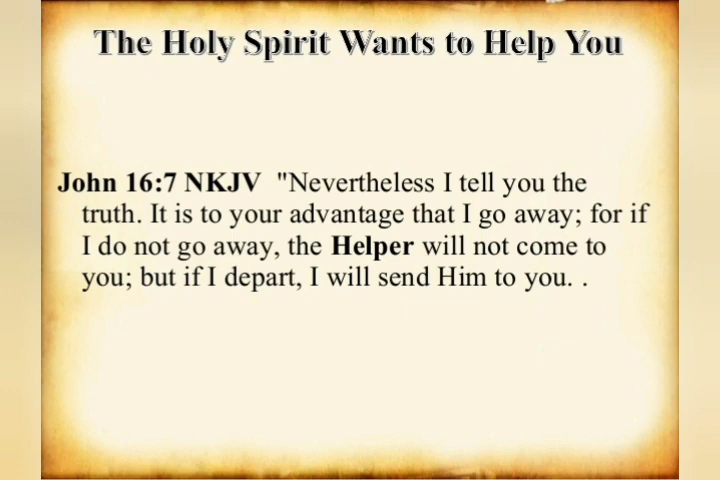 The Holy Spirit Wants to Help You
John 16:7 NKJV "Nevertheless I tell you the
truth. It is to your advantage that I go away; for if
I do not go away, the Helper will not come to
you; but if I depart, I will send Him to you. .